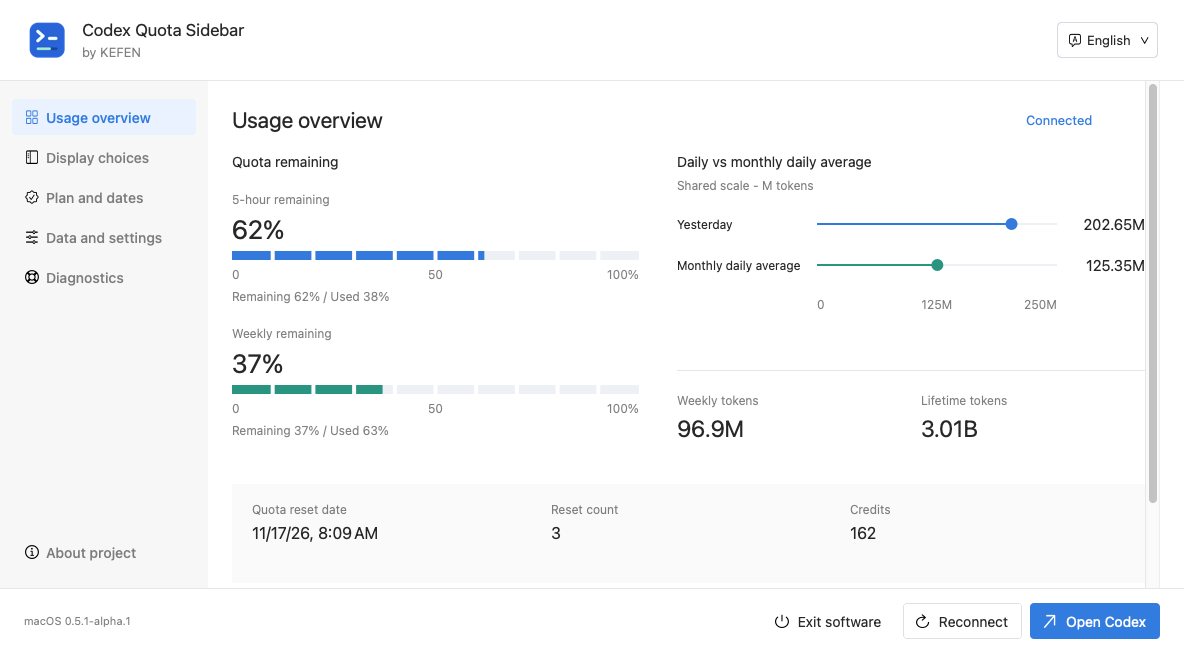 Codex Quota Sidebar
by KEFEN
English
Usage overview
Display choices
Plan and dates
Data and settings
Diagnostics
About project
Usage overview
Connected
Quota remaining
5-hour remaining
62%
0 50 100%
Remaining 62% / Used 38%
Weekly remaining
37%
0 50 100%
Remaining 37% / Used 63%
Daily vs monthly daily average
Shared scale - M tokens
Yesterday 202.65M
Monthly daily average 125.35M
0 125M 250M
Weekly tokens
96.9M
Lifetime tokens
3.01B
Quota reset date
11/17/26, 8:09 AM
Reset count
3
Credits
162
macOS 0.5.1-alpha.1
Exit software
Reconnect
Open Codex